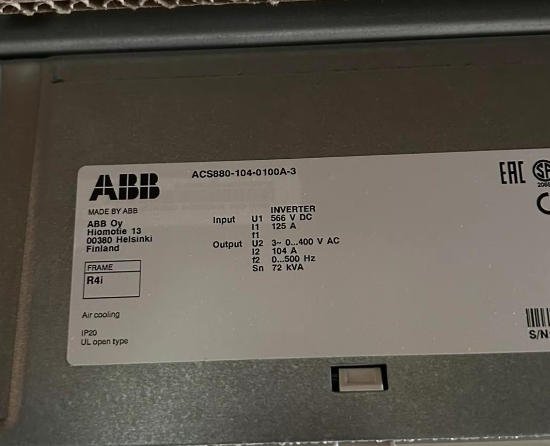 ABB
ACS880-104-0100A-3
MADE BY ABB
ABB Oy
Hiomotie 13
00380 Helsinki
Finland
FRAME
R4i
Air cooling
IP20
UL open type
INVERTER
Input U1 566 V DC
I1 125 A
f1
Output U2 3~ 0...400 V AC
I2 104 A
f2 0...500 Hz
Sn 72 kVA
EAC
S/N